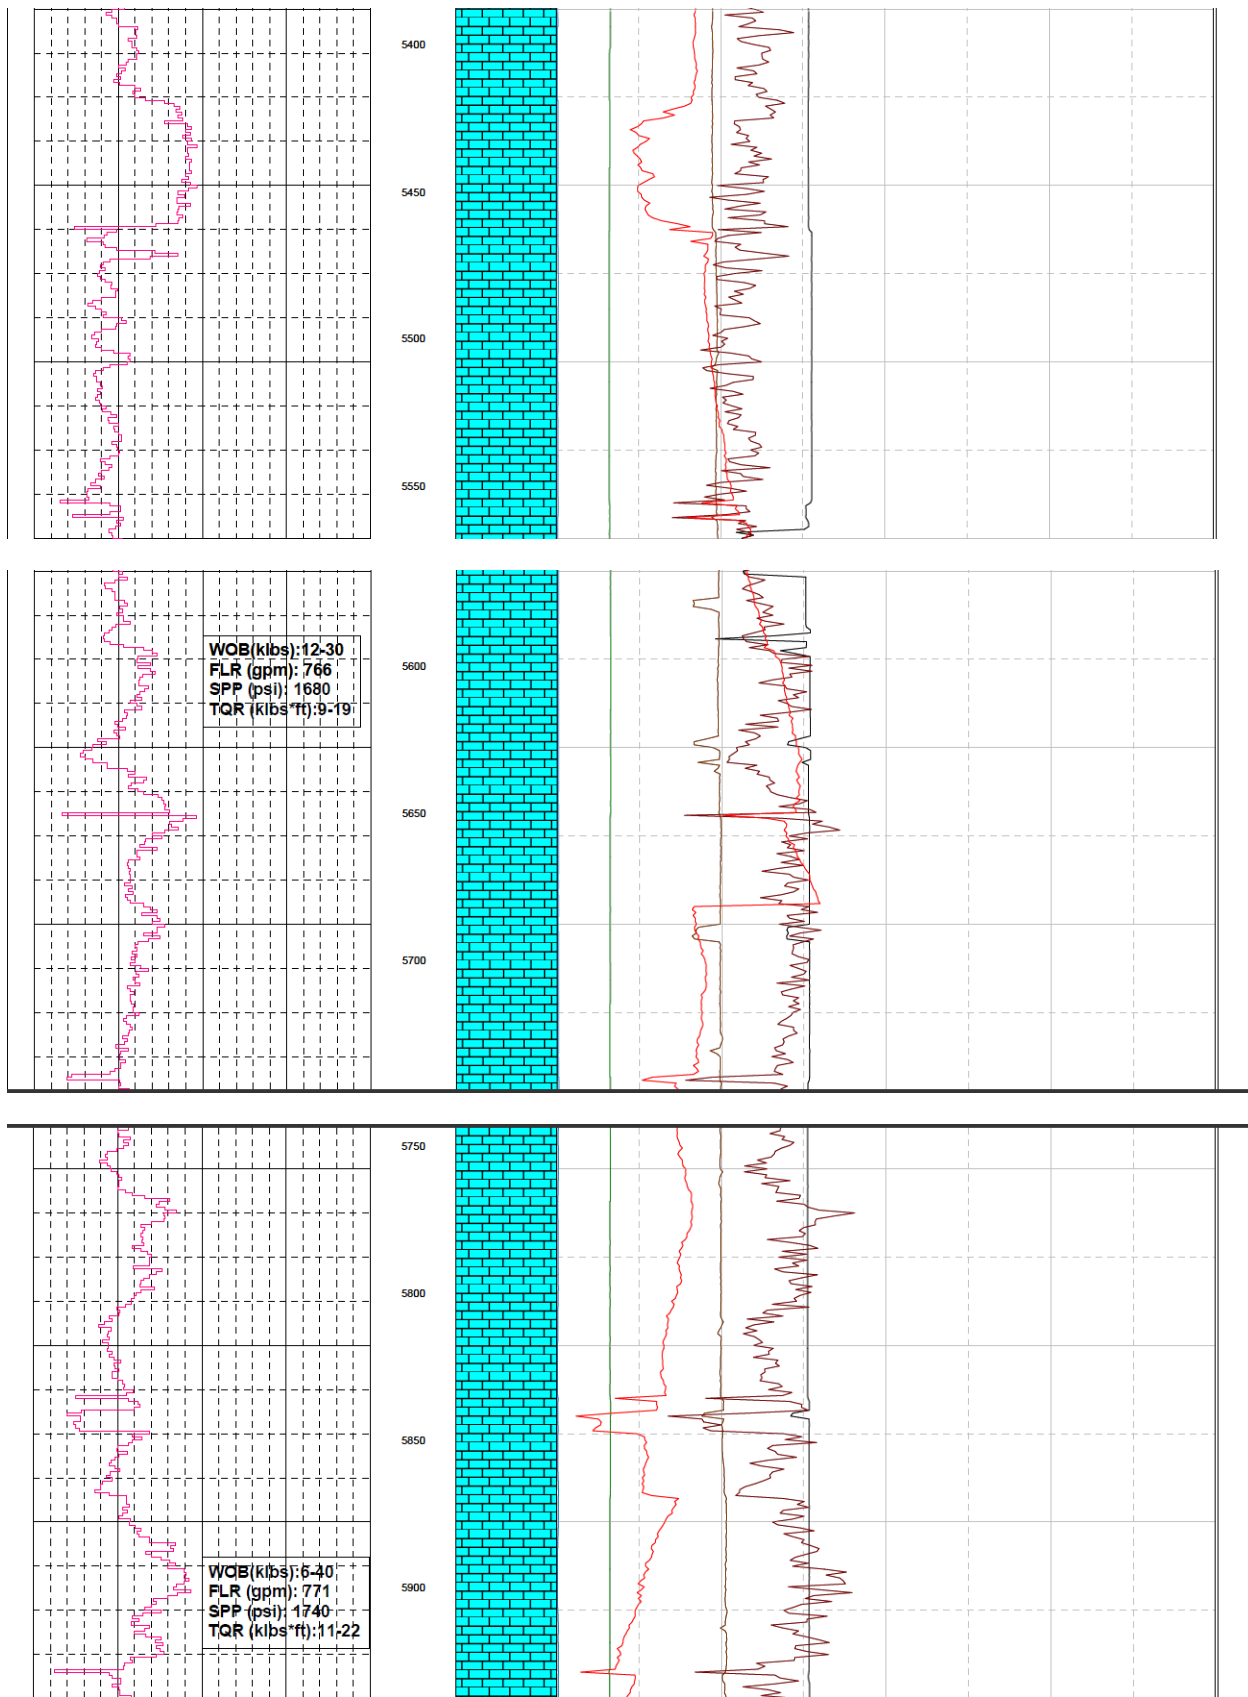 5400
5450
5500
5550
WOB(klbs):12-30
FLR (gpm): 766
SPP (psi): 1680
TQR (klbs*ft):9-19
5600
5650
5700
5750
5800
5850
WOB(klbs):6-40
FLR (gpm): 771
SPP (psi): 1740
TQR (klbs*ft):11-22
5900